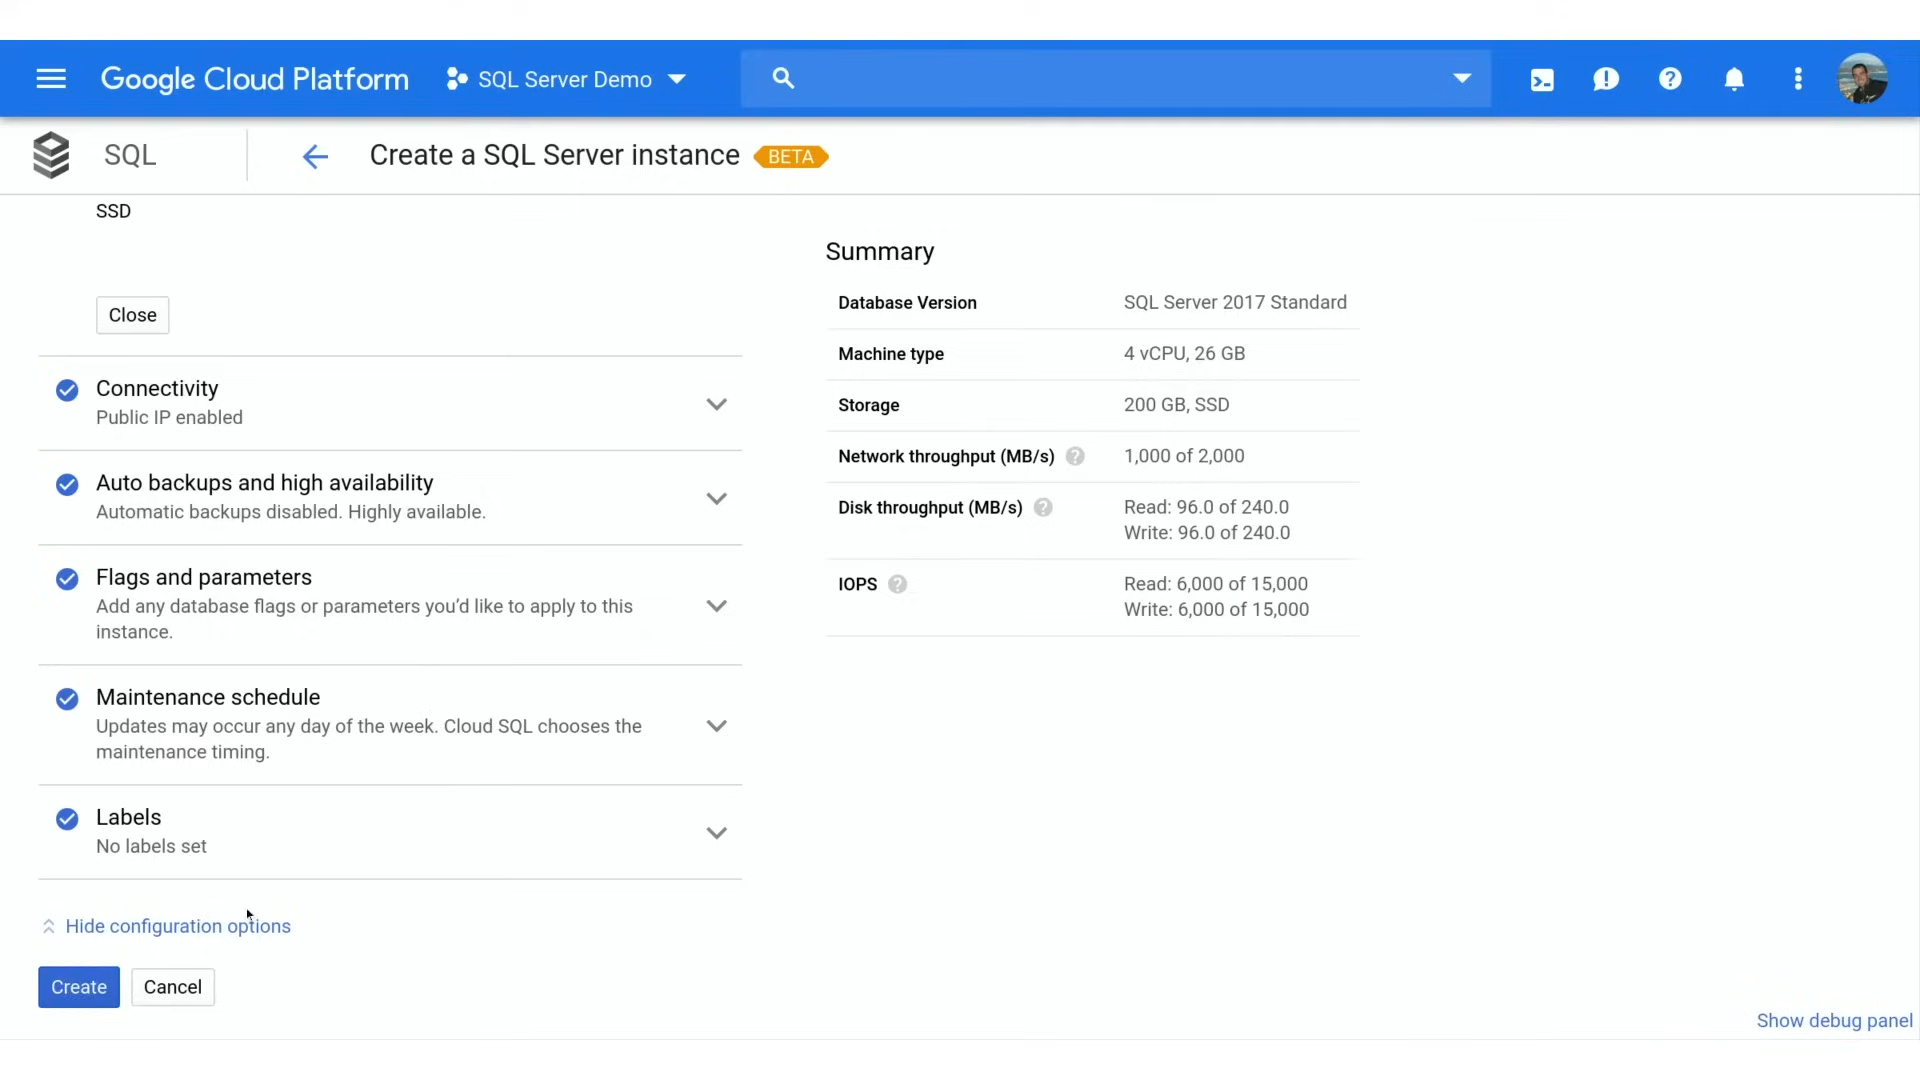 Google Cloud Platform
SQL Server Demo
SQL
Create a SQL Server instance
BETA
SSD
Close
Connectivity
Public IP enabled
Auto backups and high availability
Automatic backups disabled. Highly available.
Flags and parameters
Add any database flags or parameters you'd like to apply to this
instance.
Maintenance schedule
Updates may occur any day of the week. Cloud SQL chooses the
maintenance timing.
Labels
No labels set
Hide configuration options
Create
Cancel
Summary
Database Version SQL Server 2017 Standard
Machine type 4 vCPU, 26 GB
Storage 200 GB, SSD
Network throughput (MB/s) 1,000 of 2,000
Disk throughput (MB/s) Read: 96.0 of 240.0
Write: 96.0 of 240.0
IOPS Read: 6,000 of 15,000
Write: 6,000 of 15,000
Show debug panel